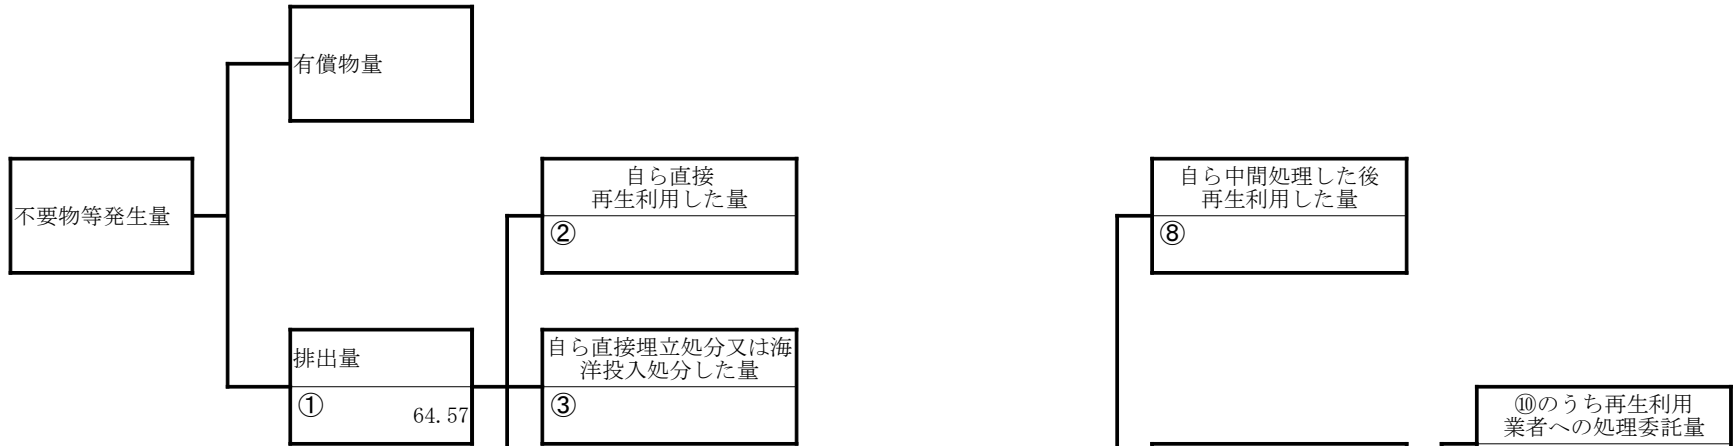 有償物量
不要物等発生量
自ら直接
再生利用した量
②
自ら中間処理した後
再生利用した量
⑧
排出量
①
64.57
自ら直接埋立処分又は海
洋投入処分した量
③
⑩のうち再生利用
業者への処理委託量